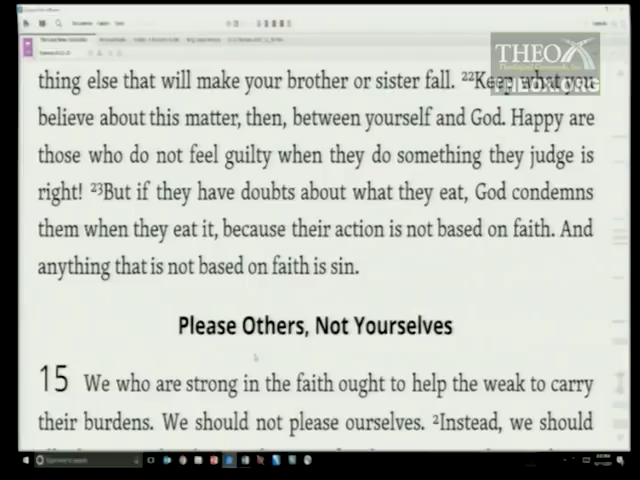 THEOX
THEOX.ORG
thing else that will make your brother or sister fall. 22Keep what you
believe about this matter, then, between yourself and God. Happy are
those who do not feel guilty when they do something they judge is
right! 23But if they have doubts about what they eat, God condemns
them when they eat it, because their action is not based on faith. And
anything that is not based on faith is sin.
Please Others, Not Yourselves
15 We who are strong in the faith ought to help the weak to carry
their burdens. We should not please ourselves. 2Instead, we should